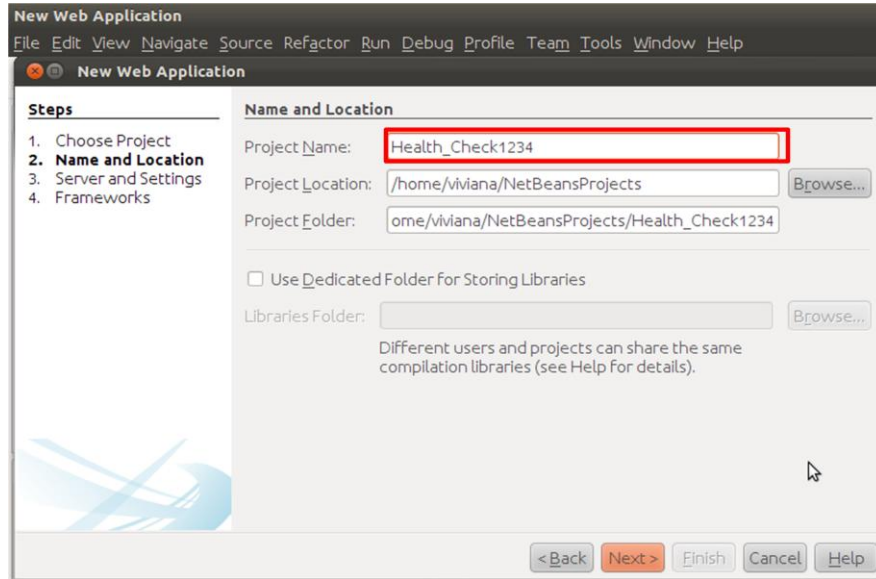 New Web Application
File Edit View Navigate Source Refactor Run Debug Profile Team Tools Window Help
New Web Application
Steps
1. Choose Project
2. Name and Location
3. Server and Settings
4. Frameworks
Name and Location
Project Name: Health_Check1234
Project Location: /home/viviana/NetBeansProjects Browse...
Project Folder: ome/viviana/NetBeansProjects/Health_Check1234
Use Dedicated Folder for Storing Libraries
Libraries Folder: Browse...
Different users and projects can share the same
compilation libraries (see Help for details).
< Back Next > Finish Cancel Help